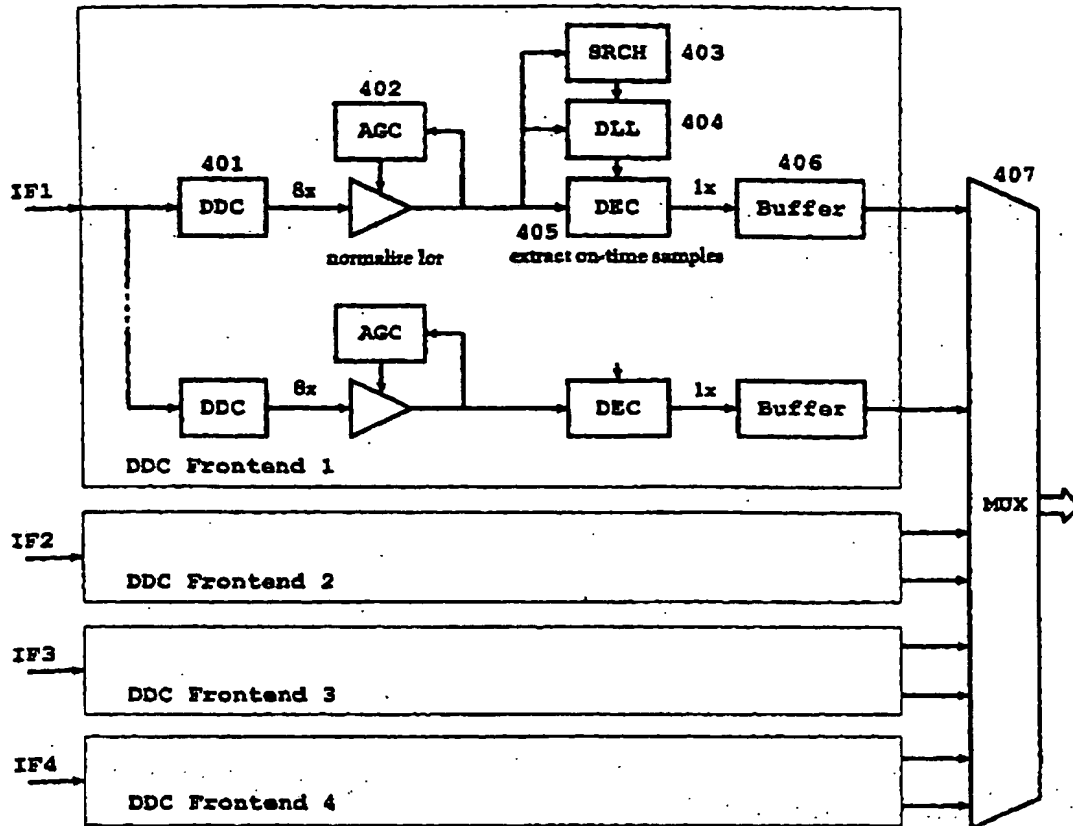 SRCH 403
402
AGC
DLL 404
401
406
407
IF1
DDC
8x
DEC
1x
Buffer
405
normalize lor
extract on-time samples
AGC
DDC
8x
DEC
1x
Buffer
DDC Frontend 1
MUX
IF2
DDC Frontend 2
IF3
DDC Frontend 3
IF4
DDC Frontend 4